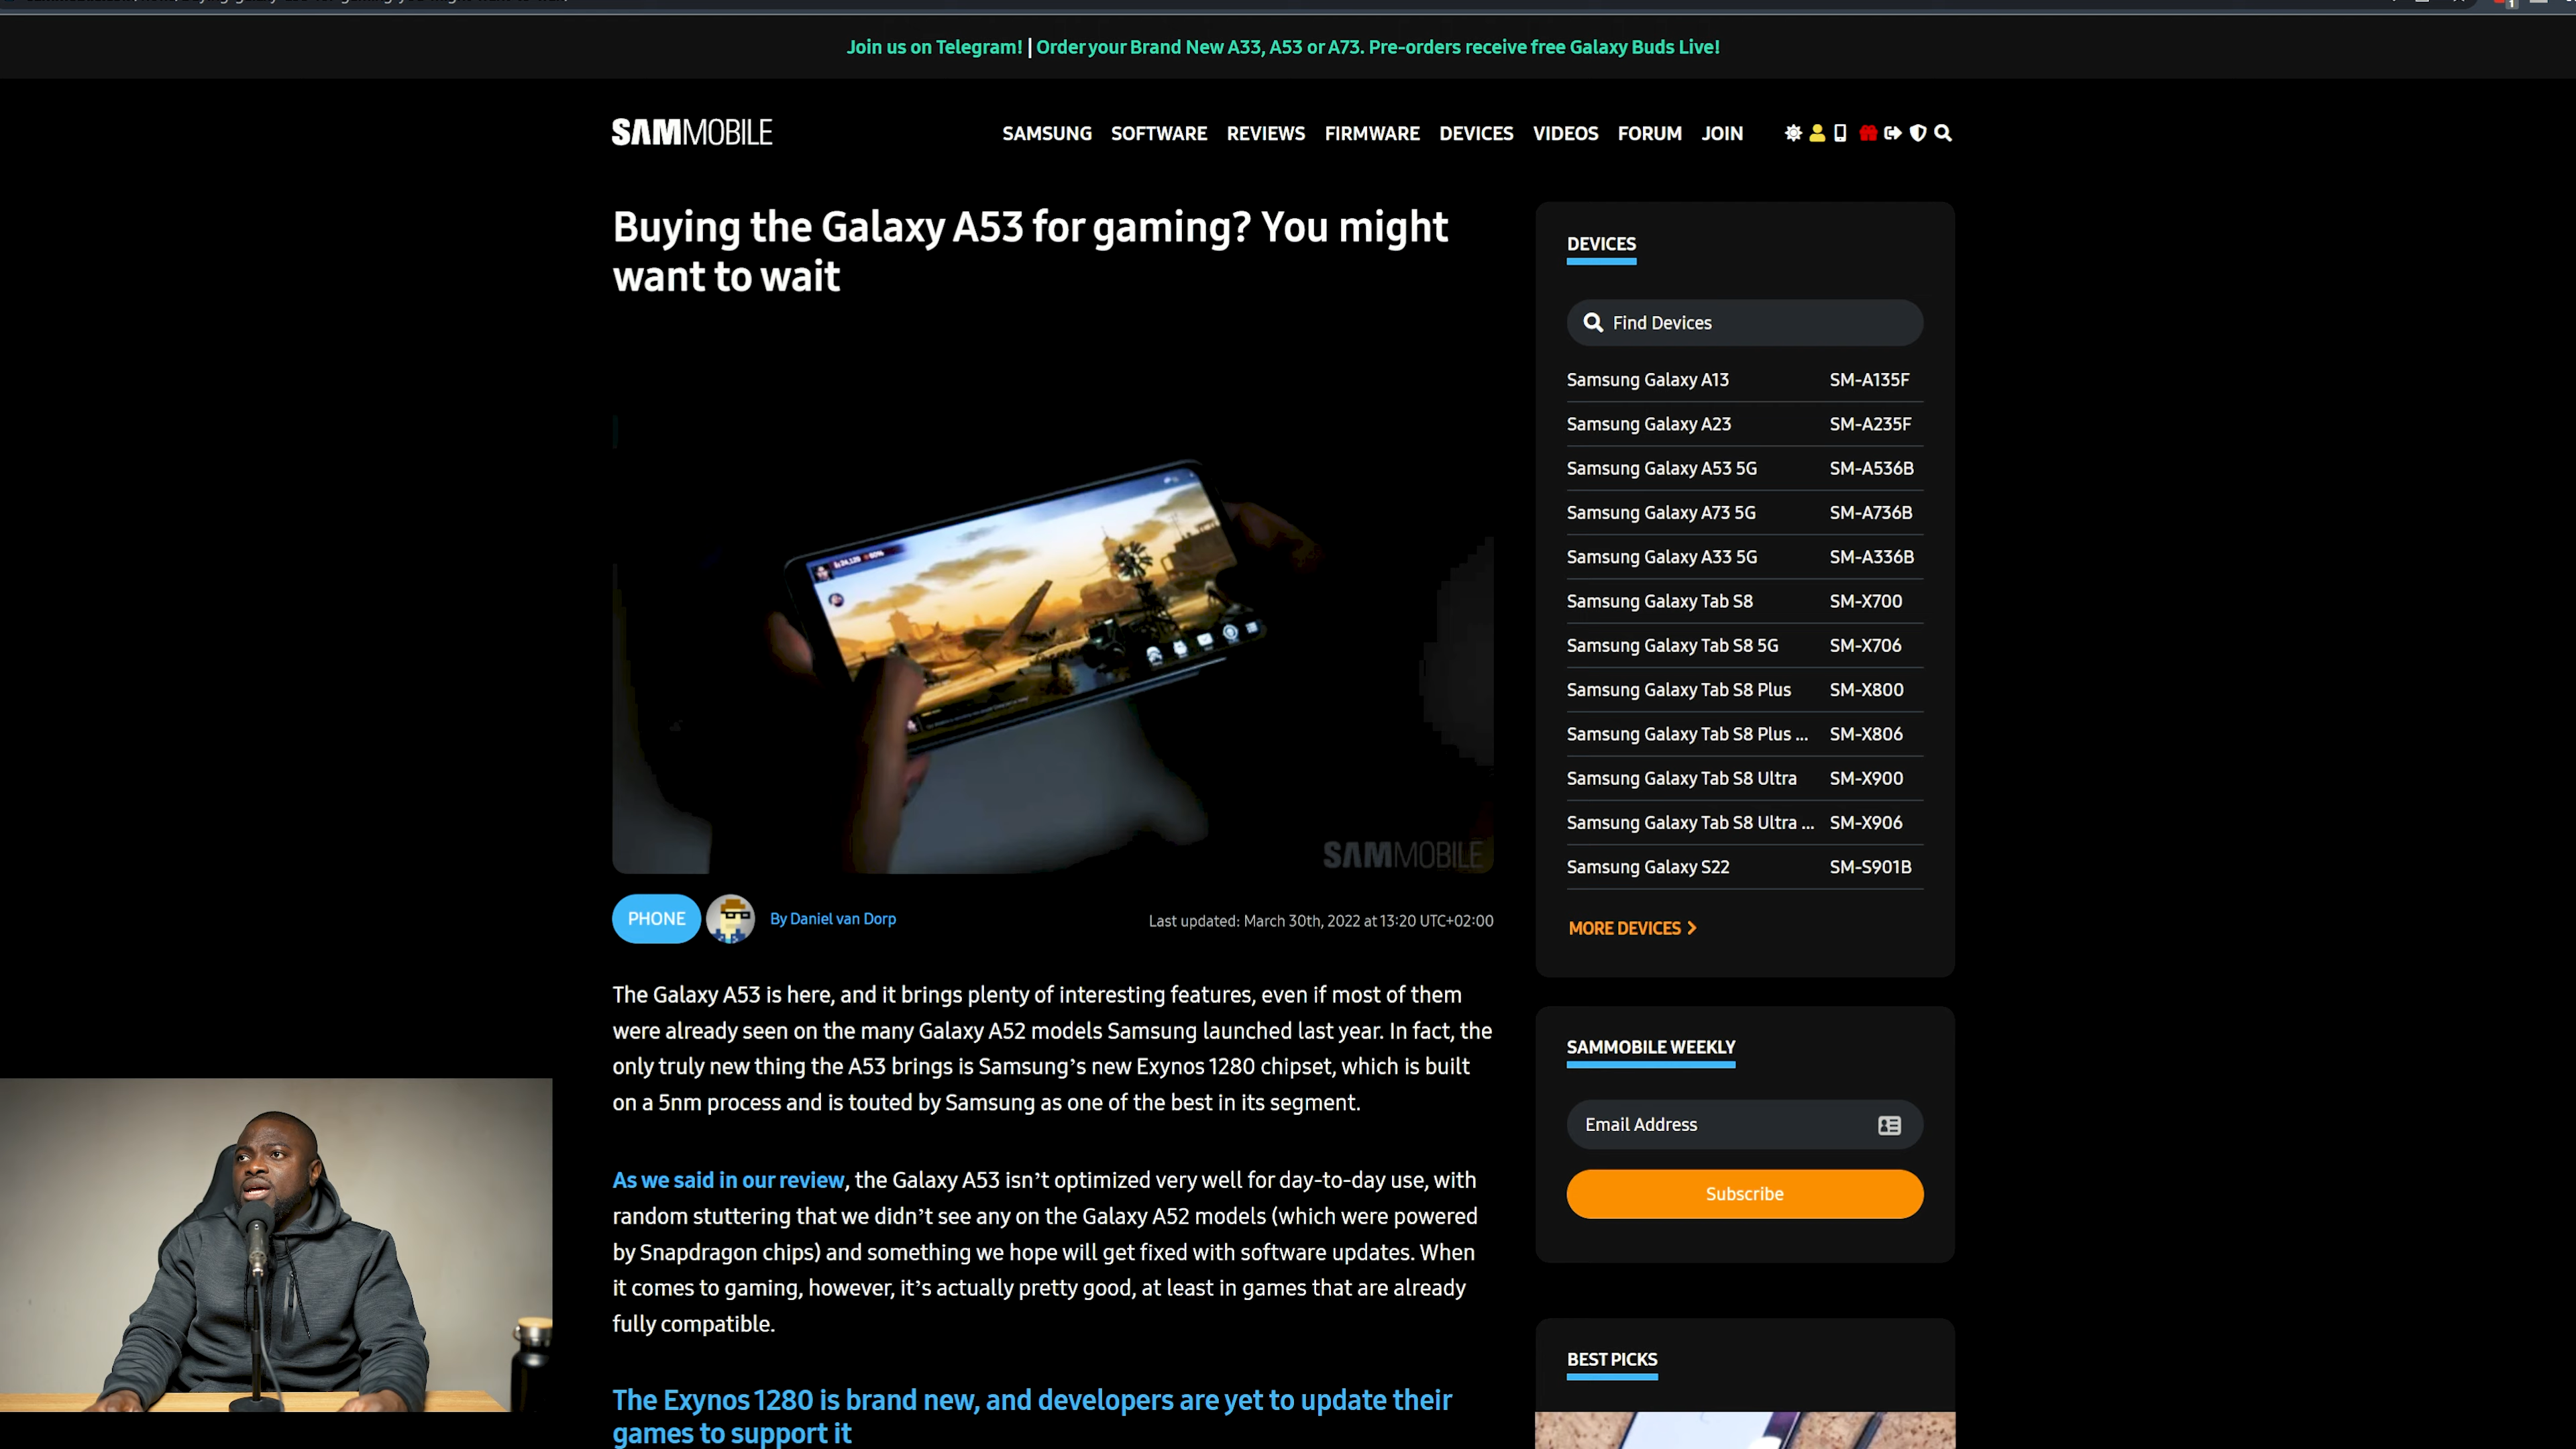 Join us on Telegram! | Order your Brand New A33, A53 or A73. Pre-orders receive free Galaxy Buds Live!
SAMMOBILE
SAMSUNG SOFTWARE REVIEWS FIRMWARE DEVICES VIDEOS FORUM JOIN
Buying the Galaxy A53 for gaming? You might
want to wait
SAMMOBILE
PHONE
By Daniel van Dorp
Last updated: March 30th, 2022 at 13:20 UTC+02:00
The Galaxy A53 is here, and it brings plenty of interesting features, even if most of them
were already seen on the many Galaxy A52 models Samsung launched last year. In fact, the
only truly new thing the A53 brings is Samsung’s new Exynos 1280 chipset, which is built
on a 5nm process and is touted by Samsung as one of the best in its segment.
As we said in our review, the Galaxy A53 isn’t optimized very well for day-to-day use, with
random stuttering that we didn’t see any on the Galaxy A52 models (which were powered
by Snapdragon chips) and something we hope will get fixed with software updates. When
it comes to gaming, however, it’s actually pretty good, at least in games that are already
fully compatible.
The Exynos 1280 is brand new, and developers are yet to update their
games to support it
DEVICES
Find Devices
Samsung Galaxy A13 SM-A135F
Samsung Galaxy A23 SM-A235F
Samsung Galaxy A53 5G SM-A536B
Samsung Galaxy A73 5G SM-A736B
Samsung Galaxy A33 5G SM-A336B
Samsung Galaxy Tab S8 SM-X700
Samsung Galaxy Tab S8 5G SM-X706
Samsung Galaxy Tab S8 Plus SM-X800
Samsung Galaxy Tab S8 Plus ... SM-X806
Samsung Galaxy Tab S8 Ultra SM-X900
Samsung Galaxy Tab S8 Ultra ... SM-X906
Samsung Galaxy S22 SM-S901B
MORE DEVICES
SAMMOBILE WEEKLY
Email Address
Subscribe
BEST PICKS